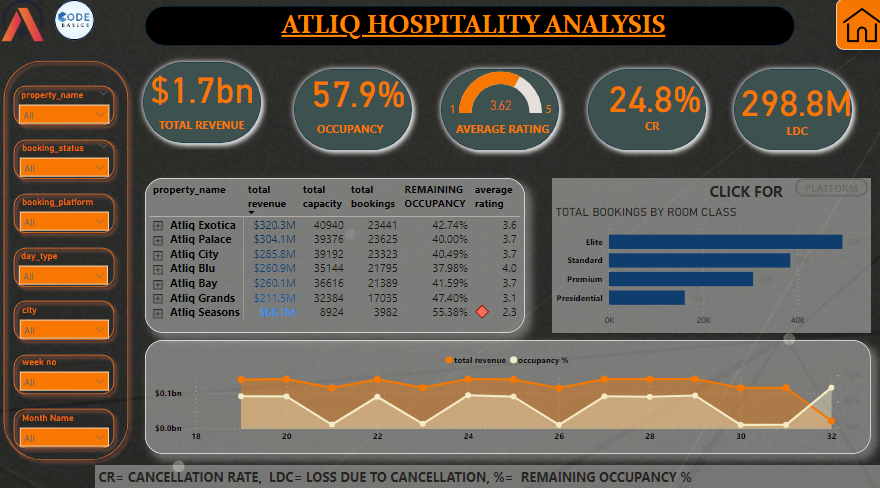 CODE
BASICS
ATLIQ HOSPITALITY ANALYSIS
property_name
All
booking_status
All
booking_platform
All
day_type
All
city
All
week no
All
Month Name
All
$1.7bn
TOTAL REVENUE
57.9%
OCCUPANCY
1
3.62
5
AVERAGE RATING
24.8%
CR
298.8M
LDC
property_name total revenue total capacity total bookings REMAINING OCCUPANCY average rating
Atliq Exotica $320.3M 40940 23441 42.74% 3.6
Atliq Palace $304.1M 39376 23625 40.00% 3.7
Atliq City $285.8M 39192 23323 40.49% 3.7
Atliq Blu $260.9M 35144 21795 37.98% 4.0
Atliq Bay $260.1M 36616 21389 41.59% 3.7
Atliq Grands $211.5M 32384 17035 47.40% 3.1
Atliq Seasons $66.1M 8924 3982 55.38% 2.3
CLICK FOR PLATFORM
TOTAL BOOKINGS BY ROOM CLASS
Elite
Standard
Premium
Presidential
0K 20K 40K
total revenue occupancy %
$0.1bn
$0.0bn
18 20 22 24 26 28 30 32
CR= CANCELLATION RATE, LDC= LOSS DUE TO CANCELLATION, %= REMAINING OCCUPANCY %